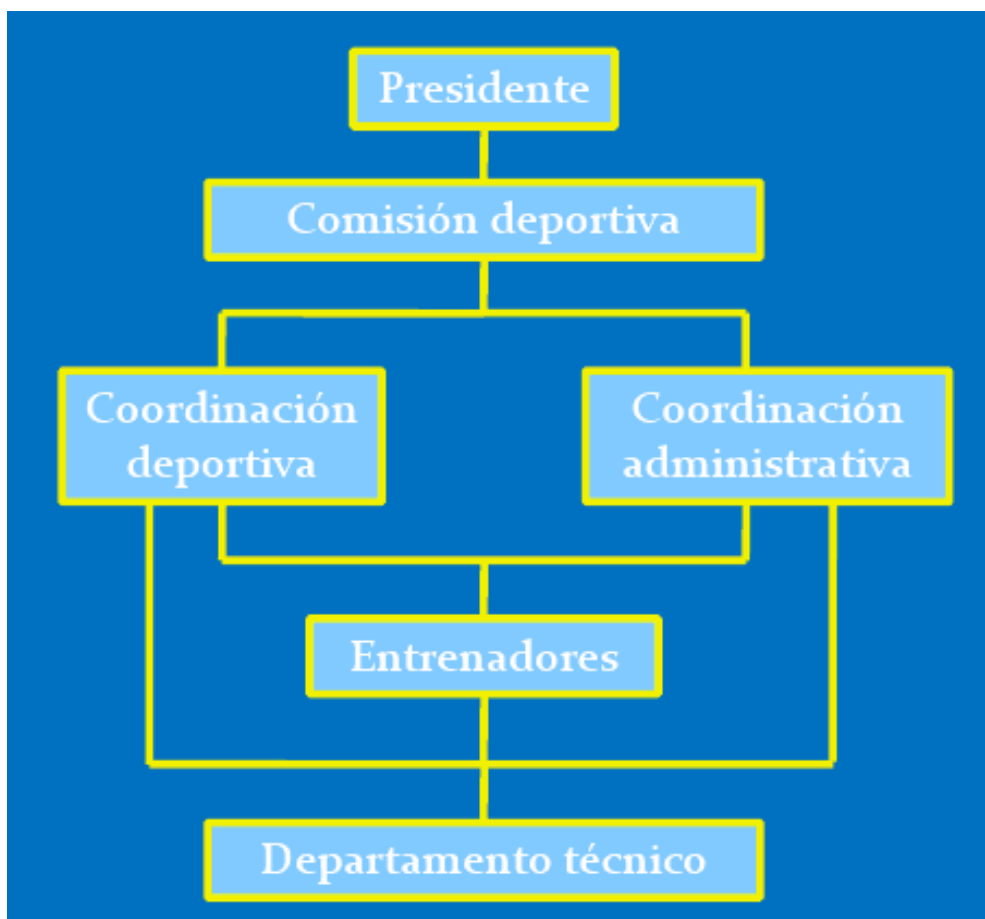 Presidente
Comisión deportiva
Coordinación
deportiva
Coordinación
administrativa
Entrenadores
Departamento técnico